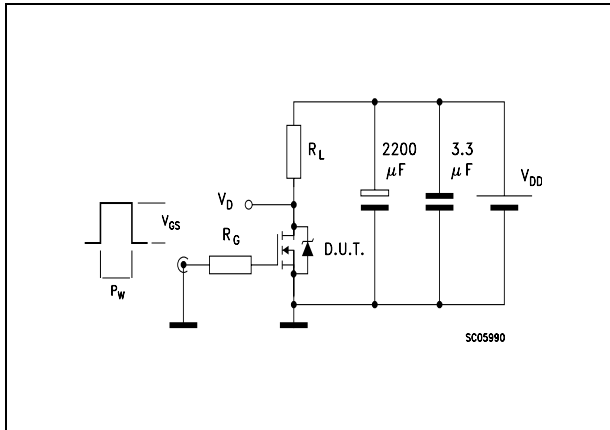 R_L
2200
μF
3.3
μF
V_DD
V_D
V_GS
R_G
D.U.T.
P_W
SC05990